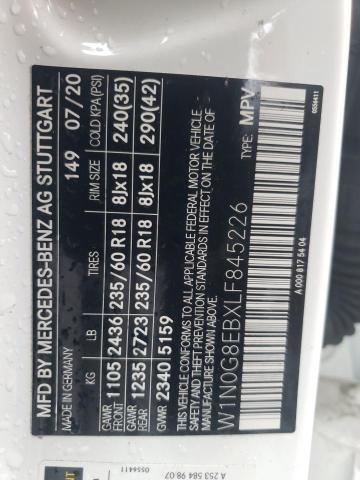 MFD BY MERCEDES-BENZ AG STUTTGART
MADE IN GERMANY 149 07/20
KG LB TIRES RIM SIZE COLD KPA (PSI)
GAWR FRONT 1105 2436 235/60 R18 8Jx18 240(35)
GAWR REAR 1235 2723 235/60 R18 8Jx18 290(42)
GVWR 2340 5159
THIS VEHICLE CONFORMS TO ALL APPLICABLE FEDERAL MOTOR VEHICLE
SAFETY AND THEFT PREVENTION STANDARDS IN EFFECT ON THE DATE OF
MANUFACTURE SHOWN ABOVE
W1N0G8EBXLF845226 TYPE: MPV
A 000 817 54 04
0556411
0556411
A 253 584 98 07